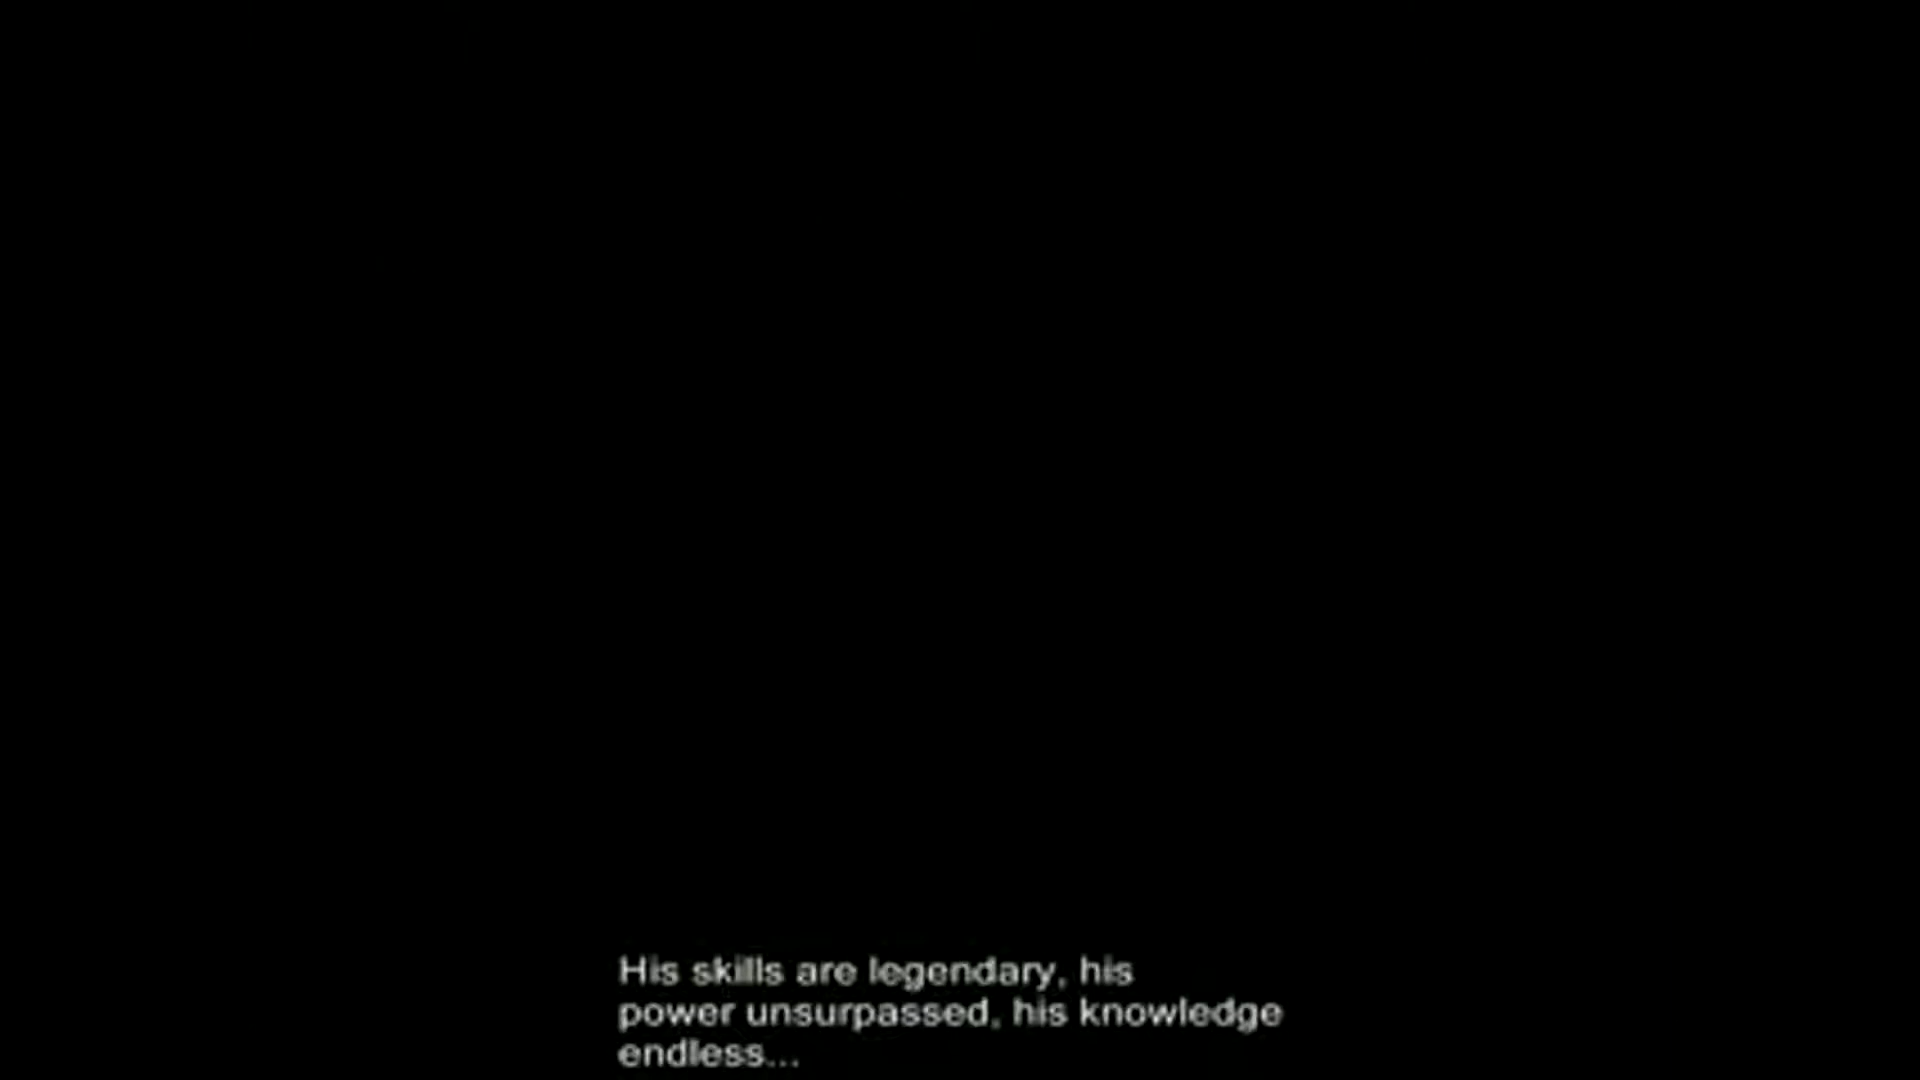 His skills are legendary, his
power unsurpassed, his knowledge
endless...